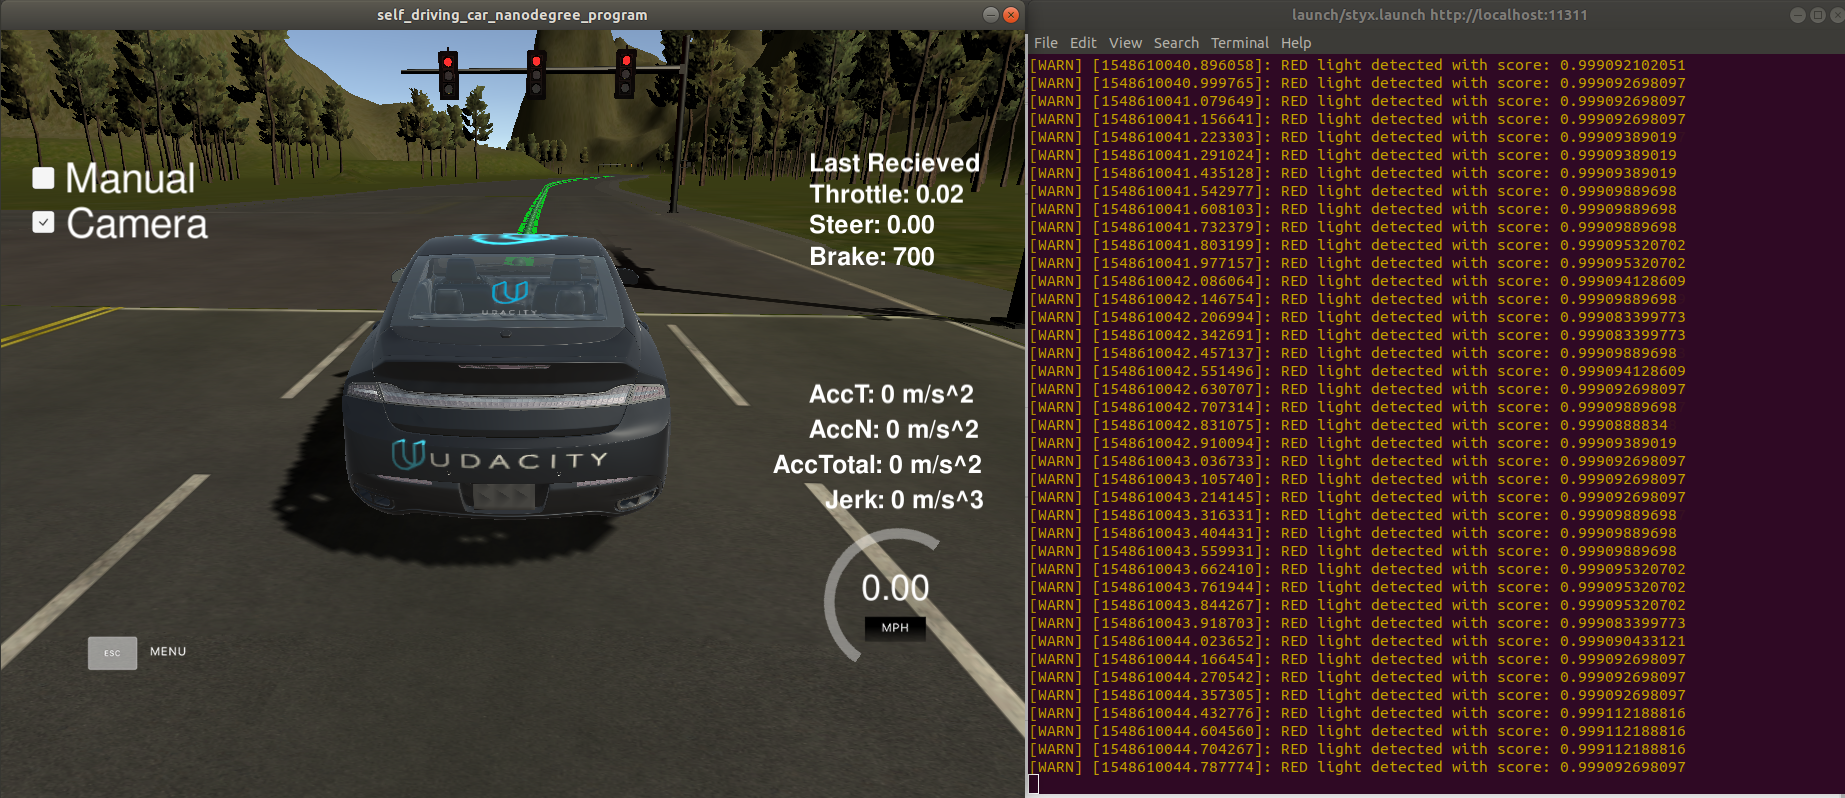 self_driving_car_nanodegree_program
Manual
Camera
Last Recieved
Throttle: 0.02
Steer: 0.00
Brake: 700
UDACITY
UDACITY
AccT: 0 m/s^2
AccN: 0 m/s^2
AccTotal: 0 m/s^2
Jerk: 0 m/s^3
0.00
MPH
ESC MENU
launch/styx.launch http://localhost:11311
File Edit View Search Terminal Help
[WARN] [1548610040.896058]: RED light detected with score: 0.999092102051
[WARN] [1548610040.999765]: RED light detected with score: 0.999092698097
[WARN] [1548610041.079649]: RED light detected with score: 0.999092698097
[WARN] [1548610041.156641]: RED light detected with score: 0.999092698097
[WARN] [1548610041.223303]: RED light detected with score: 0.99909389019
[WARN] [1548610041.291024]: RED light detected with score: 0.99909389019
[WARN] [1548610041.435128]: RED light detected with score: 0.99909389019
[WARN] [1548610041.542977]: RED light detected with score: 0.99909889698
[WARN] [1548610041.608103]: RED light detected with score: 0.99909889698
[WARN] [1548610041.732379]: RED light detected with score: 0.99909889698
[WARN] [1548610041.803199]: RED light detected with score: 0.999095320702
[WARN] [1548610041.977157]: RED light detected with score: 0.999095320702
[WARN] [1548610042.086064]: RED light detected with score: 0.999094128609
[WARN] [1548610042.146754]: RED light detected with score: 0.99909889698
[WARN] [1548610042.206994]: RED light detected with score: 0.999083399773
[WARN] [1548610042.342691]: RED light detected with score: 0.999083399773
[WARN] [1548610042.457137]: RED light detected with score: 0.99909889698
[WARN] [1548610042.551496]: RED light detected with score: 0.999094128609
[WARN] [1548610042.630707]: RED light detected with score: 0.999092698097
[WARN] [1548610042.707314]: RED light detected with score: 0.99909889698
[WARN] [1548610042.831075]: RED light detected with score: 0.9990888834
[WARN] [1548610042.910094]: RED light detected with score: 0.99909389019
[WARN] [1548610043.036733]: RED light detected with score: 0.999092698097
[WARN] [1548610043.105740]: RED light detected with score: 0.999092698097
[WARN] [1548610043.214145]: RED light detected with score: 0.999092698097
[WARN] [1548610043.316331]: RED light detected with score: 0.99909889698
[WARN] [1548610043.404431]: RED light detected with score: 0.99909889698
[WARN] [1548610043.559931]: RED light detected with score: 0.99909889698
[WARN] [1548610043.662410]: RED light detected with score: 0.999095320702
[WARN] [1548610043.761944]: RED light detected with score: 0.999095320702
[WARN] [1548610043.844267]: RED light detected with score: 0.999095320702
[WARN] [1548610043.918703]: RED light detected with score: 0.999083399773
[WARN] [1548610044.023652]: RED light detected with score: 0.999090433121
[WARN] [1548610044.166454]: RED light detected with score: 0.999092698097
[WARN] [1548610044.270542]: RED light detected with score: 0.999092698097
[WARN] [1548610044.357305]: RED light detected with score: 0.999092698097
[WARN] [1548610044.432776]: RED light detected with score: 0.999112188816
[WARN] [1548610044.604560]: RED light detected with score: 0.999112188816
[WARN] [1548610044.704267]: RED light detected with score: 0.999112188816
[WARN] [1548610044.787774]: RED light detected with score: 0.999092698097